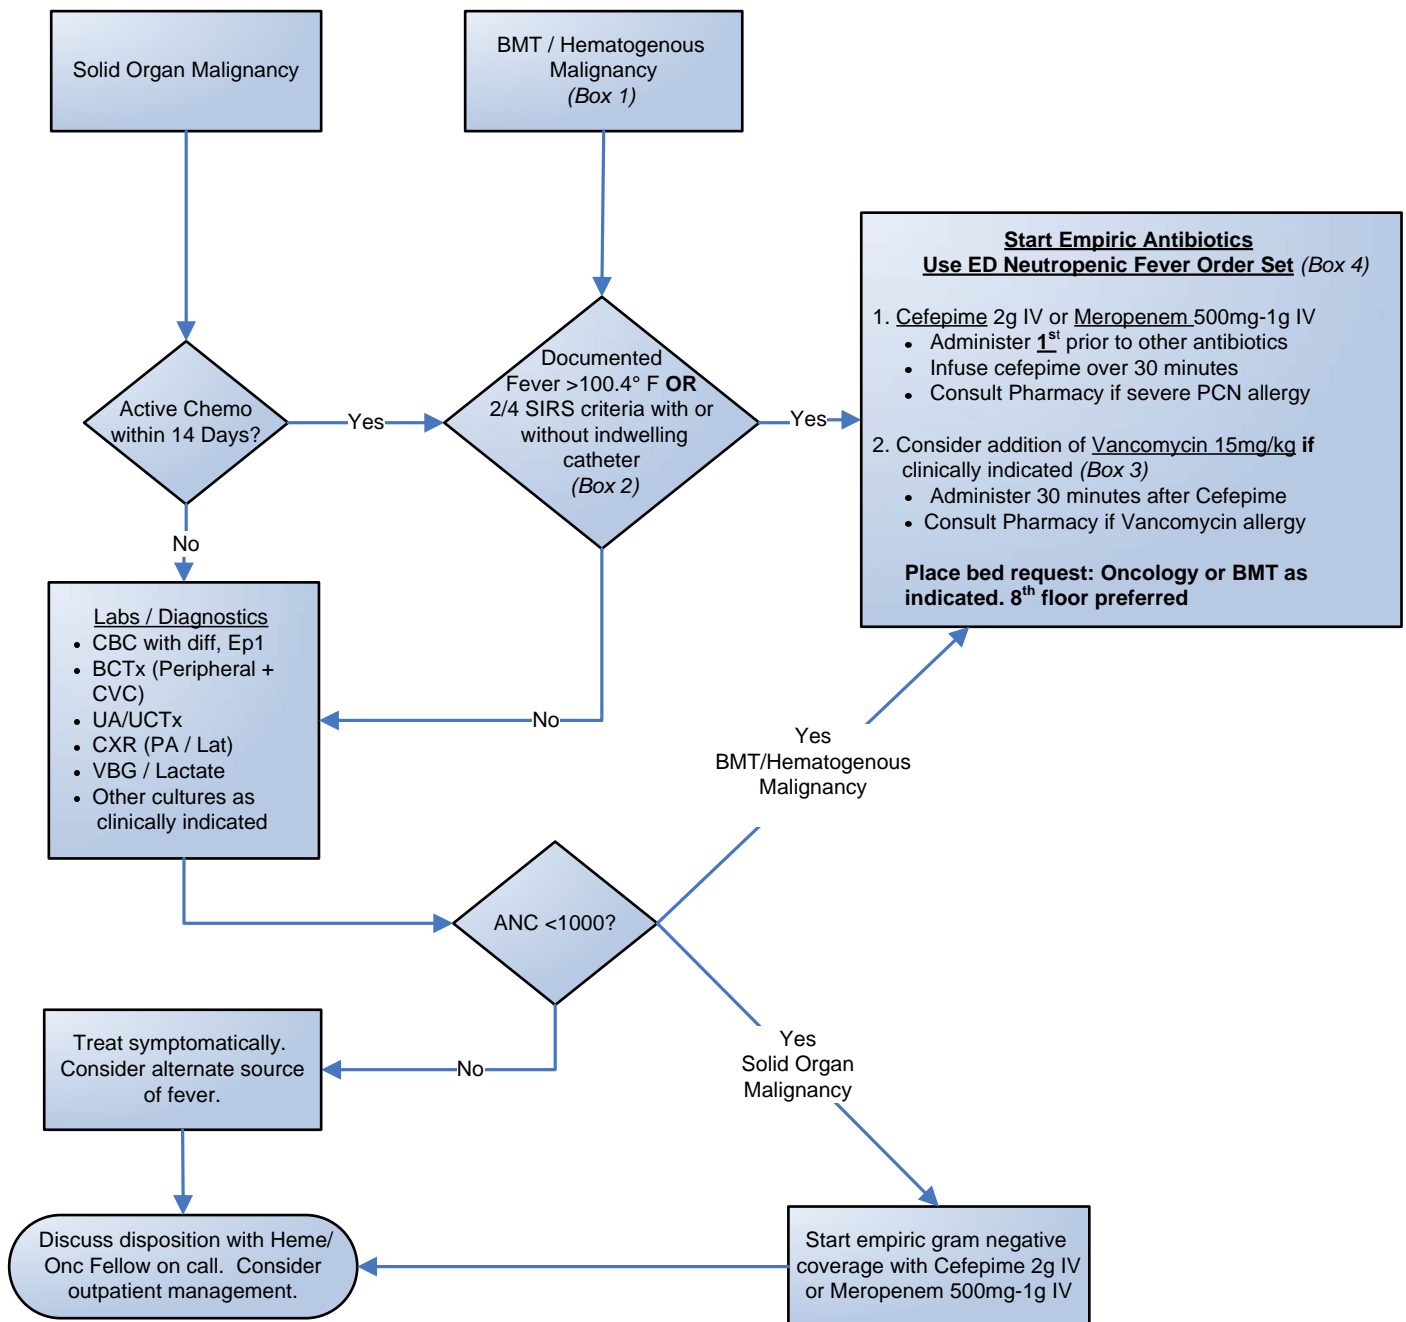 Solid Organ Malignancy
BMT / Hematogenous
Malignancy
(Box 1)
Start Empiric Antibiotics
Use ED Neutropenic Fever Order Set (Box 4)
1. Cefepime 2g IV or Meropenem 500mg-1g IV
• Administer 1st prior to other antibiotics
• Infuse cefepime over 30 minutes
• Consult Pharmacy if severe PCN allergy
2. Consider addition of Vancomycin 15mg/kg if
clinically indicated (Box 3)
• Administer 30 minutes after Cefepime
• Consult Pharmacy if Vancomycin allergy
Place bed request: Oncology or BMT as
indicated. 8th floor preferred
Documented
Fever >100.4° F OR
2/4 SIRS criteria with or
without indwelling
catheter
(Box 2)
Active Chemo
within 14 Days?
Yes
Yes
No
Labs / Diagnostics
• CBC with diff, Ep1
• BCTx (Peripheral +
CVC)
• UA/UCTx
• CXR (PA / Lat)
• VBG / Lactate
• Other cultures as
clinically indicated
No
Yes
BMT/Hematogenous
Malignancy
ANC <1000?
Treat symptomatically.
Consider alternate source
of fever.
No
Yes
Solid Organ
Malignancy
Discuss disposition with Heme/
Onc Fellow on call. Consider
outpatient management.
Start empiric gram negative
coverage with Cefepime 2g IV
or Meropenem 500mg-1g IV